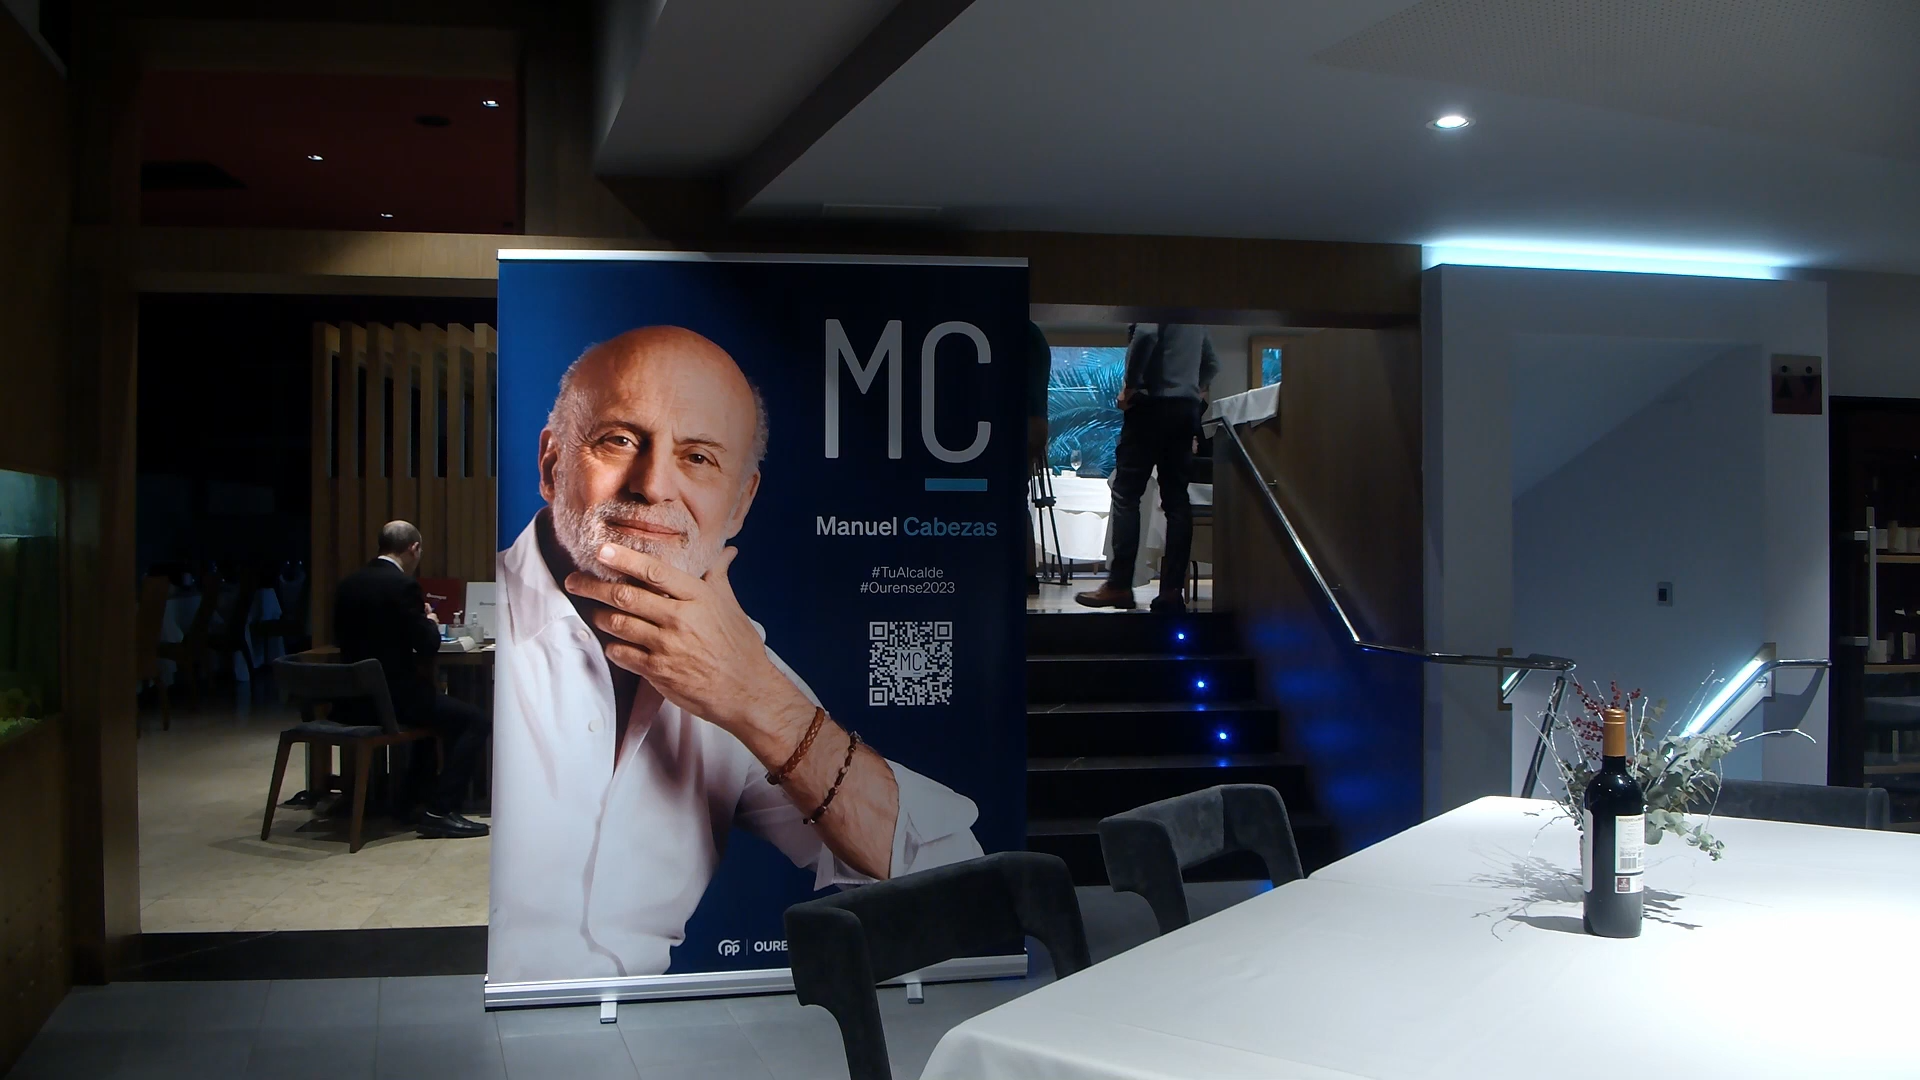 MC
Manuel Cabezas
#TuAlcalde
#Ourense2023
MC
pp OURE